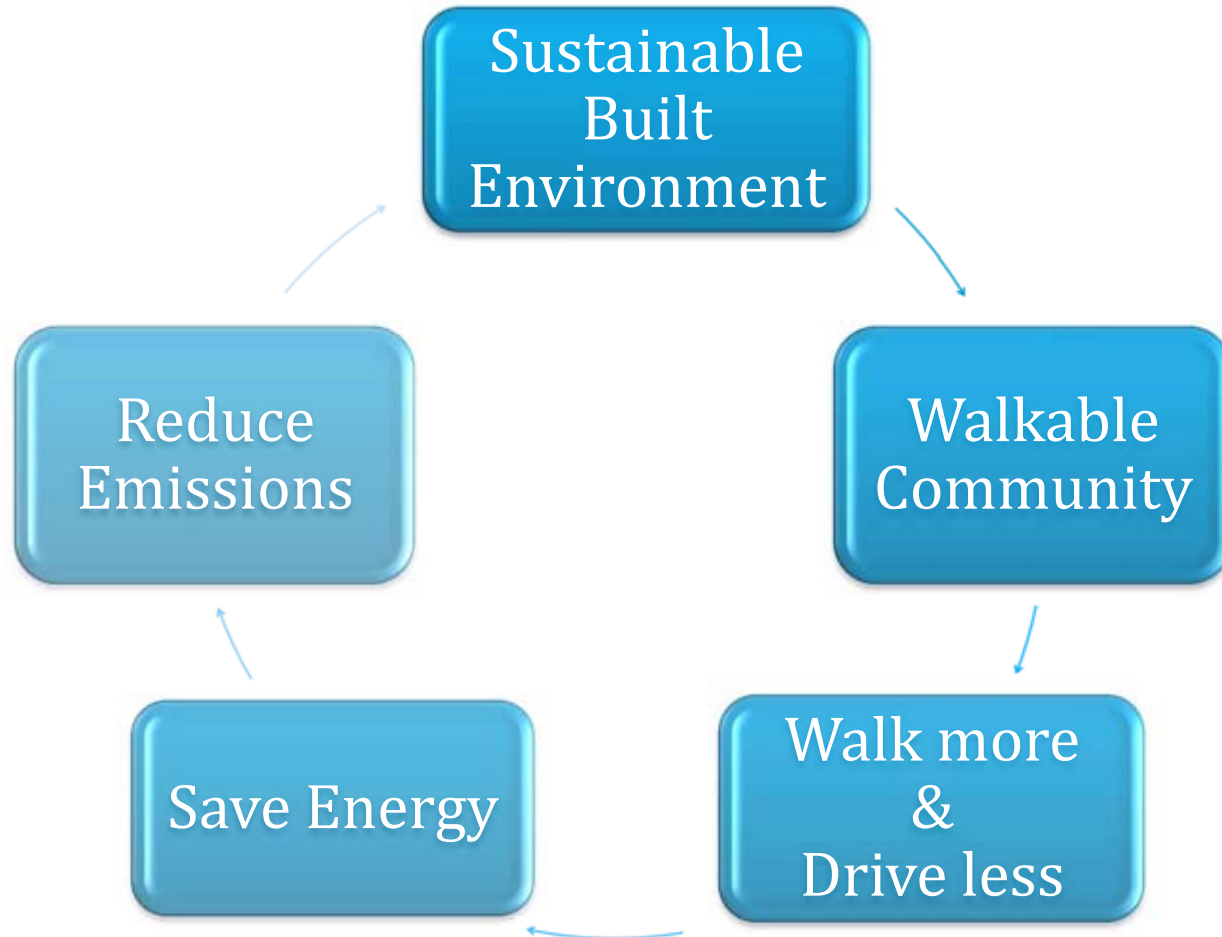 Sustainable
Built
Environment
Walkable
Community
Walk more
&
Drive less
Save Energy
Reduce
Emissions